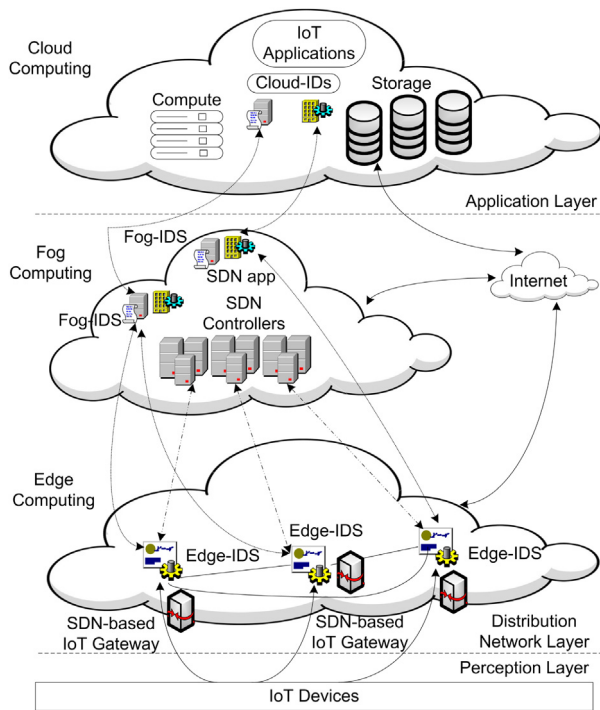 Cloud
Computing
IoT
Applications
Cloud-IDs
Compute
Storage
Application Layer
Fog
Computing
Fog-IDS
SDN app
Fog-IDS
SDN
Controllers
Internet
Edge
Computing
Edge-IDS
Edge-IDS
Edge-IDS
SDN-based
IoT Gateway
SDN-based
IoT Gateway
Distribution
Network Layer
Perception Layer
IoT Devices